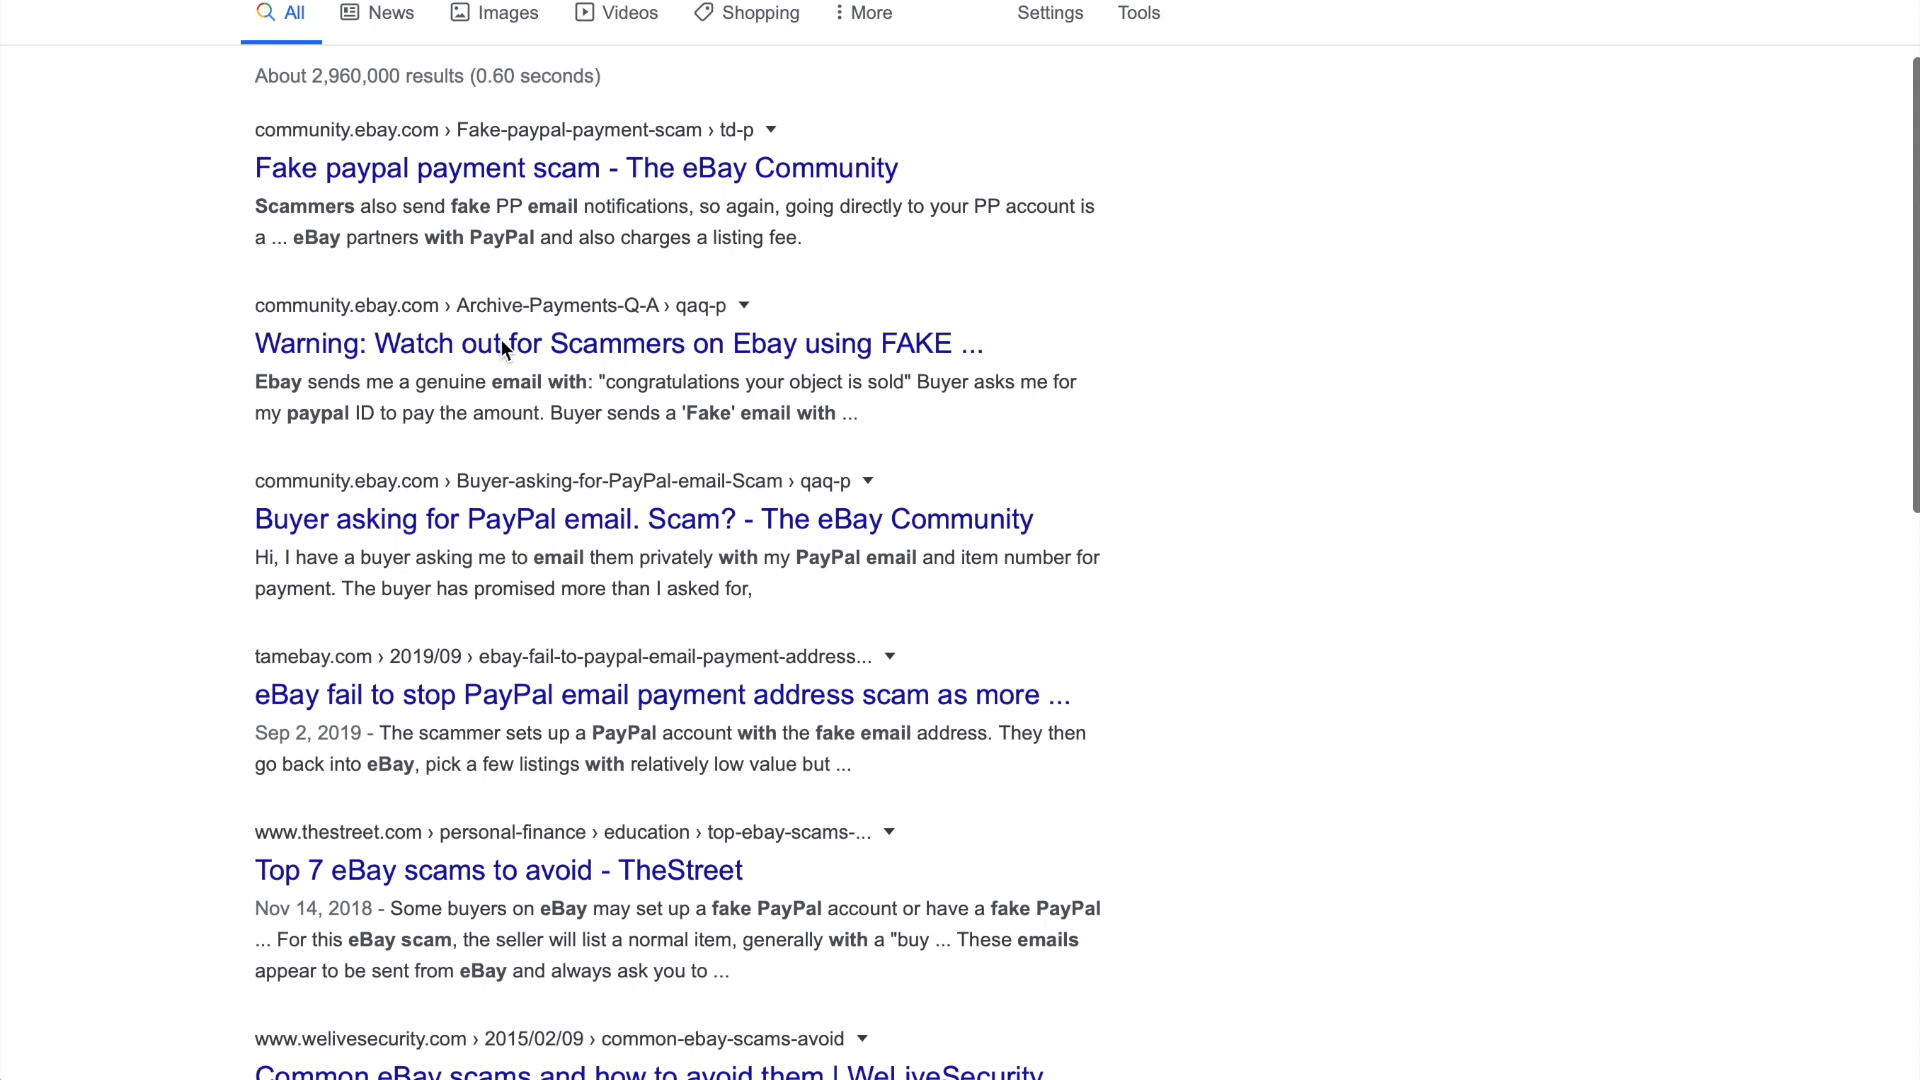 All News Images Videos Shopping More Settings Tools
About 2,960,000 results (0.60 seconds)
community.ebay.com › Fake-paypal-payment-scam › td-p
Fake paypal payment scam - The eBay Community
Scammers also send fake PP email notifications, so again, going directly to your PP account is
a ... eBay partners with PayPal and also charges a listing fee.
community.ebay.com › Archive-Payments-Q-A › qaq-p
Warning: Watch out for Scammers on Ebay using FAKE ...
Ebay sends me a genuine email with: "congratulations your object is sold" Buyer asks me for
my paypal ID to pay the amount. Buyer sends a 'Fake' email with ...
community.ebay.com › Buyer-asking-for-PayPal-email-Scam › qaq-p
Buyer asking for PayPal email. Scam? - The eBay Community
Hi, I have a buyer asking me to email them privately with my PayPal email and item number for
payment. The buyer has promised more than I asked for,
tamebay.com › 2019/09 › ebay-fail-to-paypal-email-payment-address...
eBay fail to stop PayPal email payment address scam as more ...
Sep 2, 2019 - The scammer sets up a PayPal account with the fake email address. They then
go back into eBay, pick a few listings with relatively low value but ...
www.thestreet.com › personal-finance › education › top-ebay-scams-...
Top 7 eBay scams to avoid - TheStreet
Nov 14, 2018 - Some buyers on eBay may set up a fake PayPal account or have a fake PayPal
... For this eBay scam, the seller will list a normal item, generally with a "buy ... These emails
appear to be sent from eBay and always ask you to ...
www.welivesecurity.com › 2015/02/09 › common-ebay-scams-avoid
Common eBay scams and how to avoid them | WeLiveSecurity